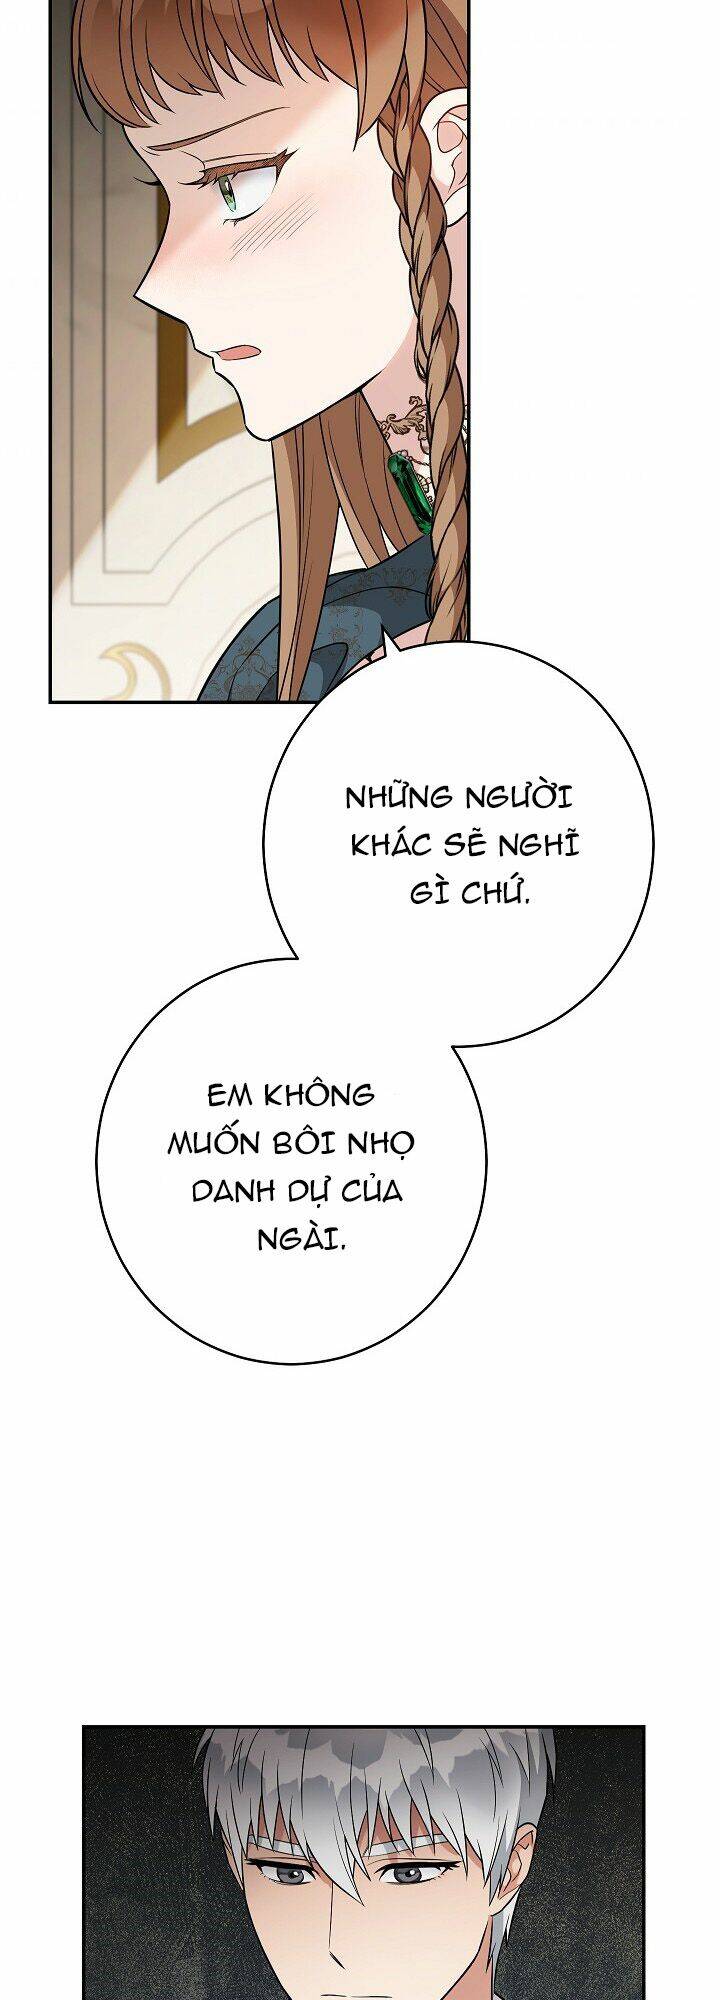 NHỮNG NGƯỜI
KHÁC SẼ NGHĨ
GÌ CHỨ.
EM KHÔNG
MUỐN BÔI NHỌ
DANH DỰ CỦA
NGÀI.